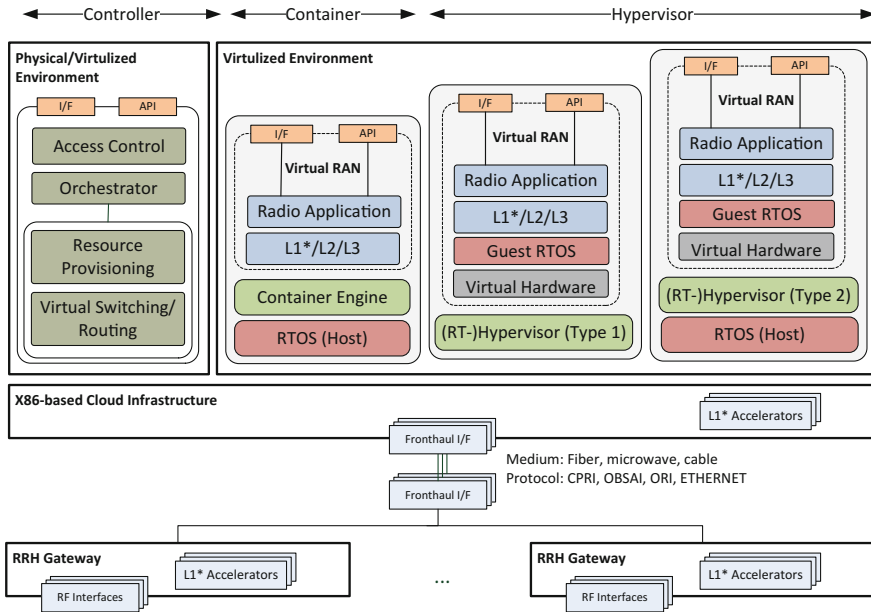 Controller
Container
Hypervisor
Physical/Virtulized
Environment
I/F
API
Access Control
Orchestrator
Resource
Provisioning
Virtual Switching/
Routing
Virtulized Environment
I/F
API
Virtual RAN
Radio Application
L1*/L2/L3
Container Engine
RTOS (Host)
I/F
API
Virtual RAN
Radio Application
L1*/L2/L3
Guest RTOS
Virtual Hardware
(RT-)Hypervisor (Type 1)
I/F
API
Virtual RAN
Radio Application
L1*/L2/L3
Guest RTOS
Virtual Hardware
(RT-)Hypervisor (Type 2)
RTOS (Host)
X86-based Cloud Infrastructure
L1* Accelerators
Fronthaul I/F
Medium: Fiber, microwave, cable
Protocol: CPRI, OBSAI, ORI, ETHERNET
Fronthaul I/F
RRH Gateway
L1* Accelerators
RF Interfaces
...
RRH Gateway
L1* Accelerators
RF Interfaces